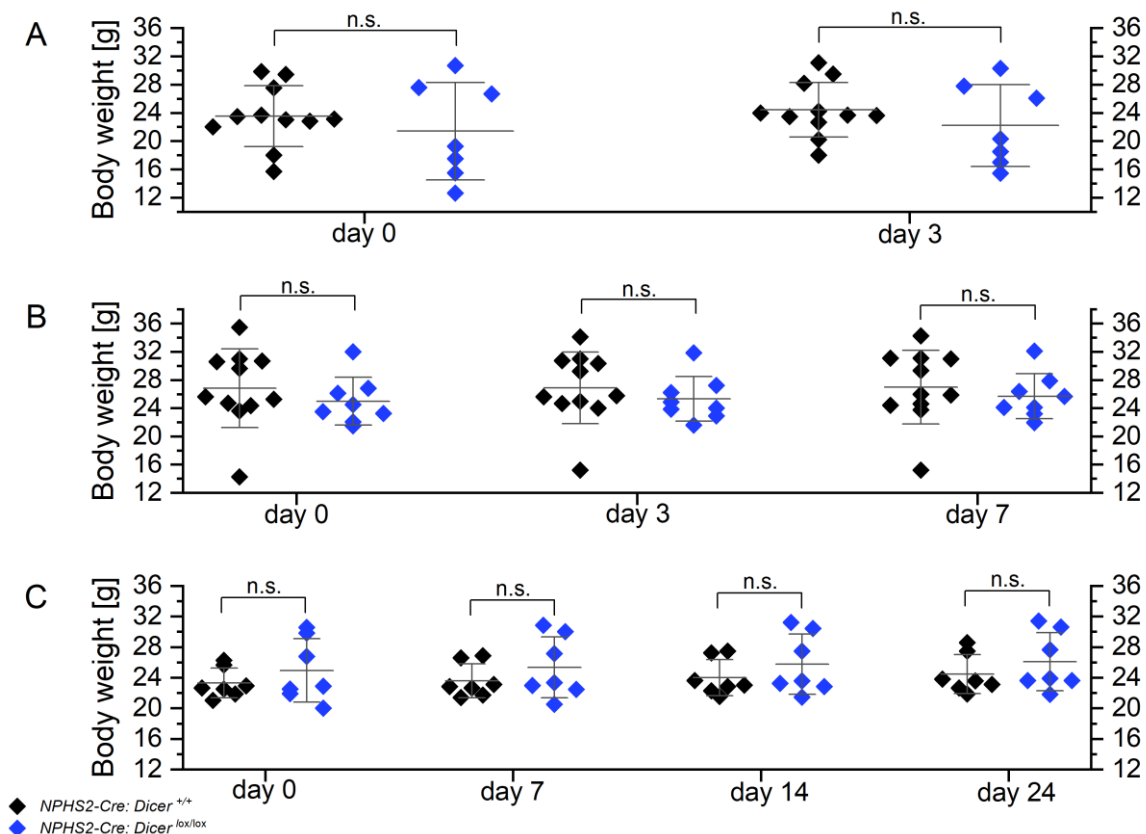 A
Body weight [g]
36
32
28
24
20
16
12
n.s.
n.s.
36
32
28
24
20
16
12
day 0
day 3
B
Body weight [g]
36
32
28
24
20
16
12
n.s.
n.s.
n.s.
36
32
28
24
20
16
12
day 0
day 3
day 7
C
Body weight [g]
36
32
28
24
20
16
12
n.s.
n.s.
n.s.
n.s.
36
32
28
24
20
16
12
day 0
day 7
day 14
day 24
NPHS2-Cre: Dicer +/+
NPHS2-Cre: Dicer lox/lox